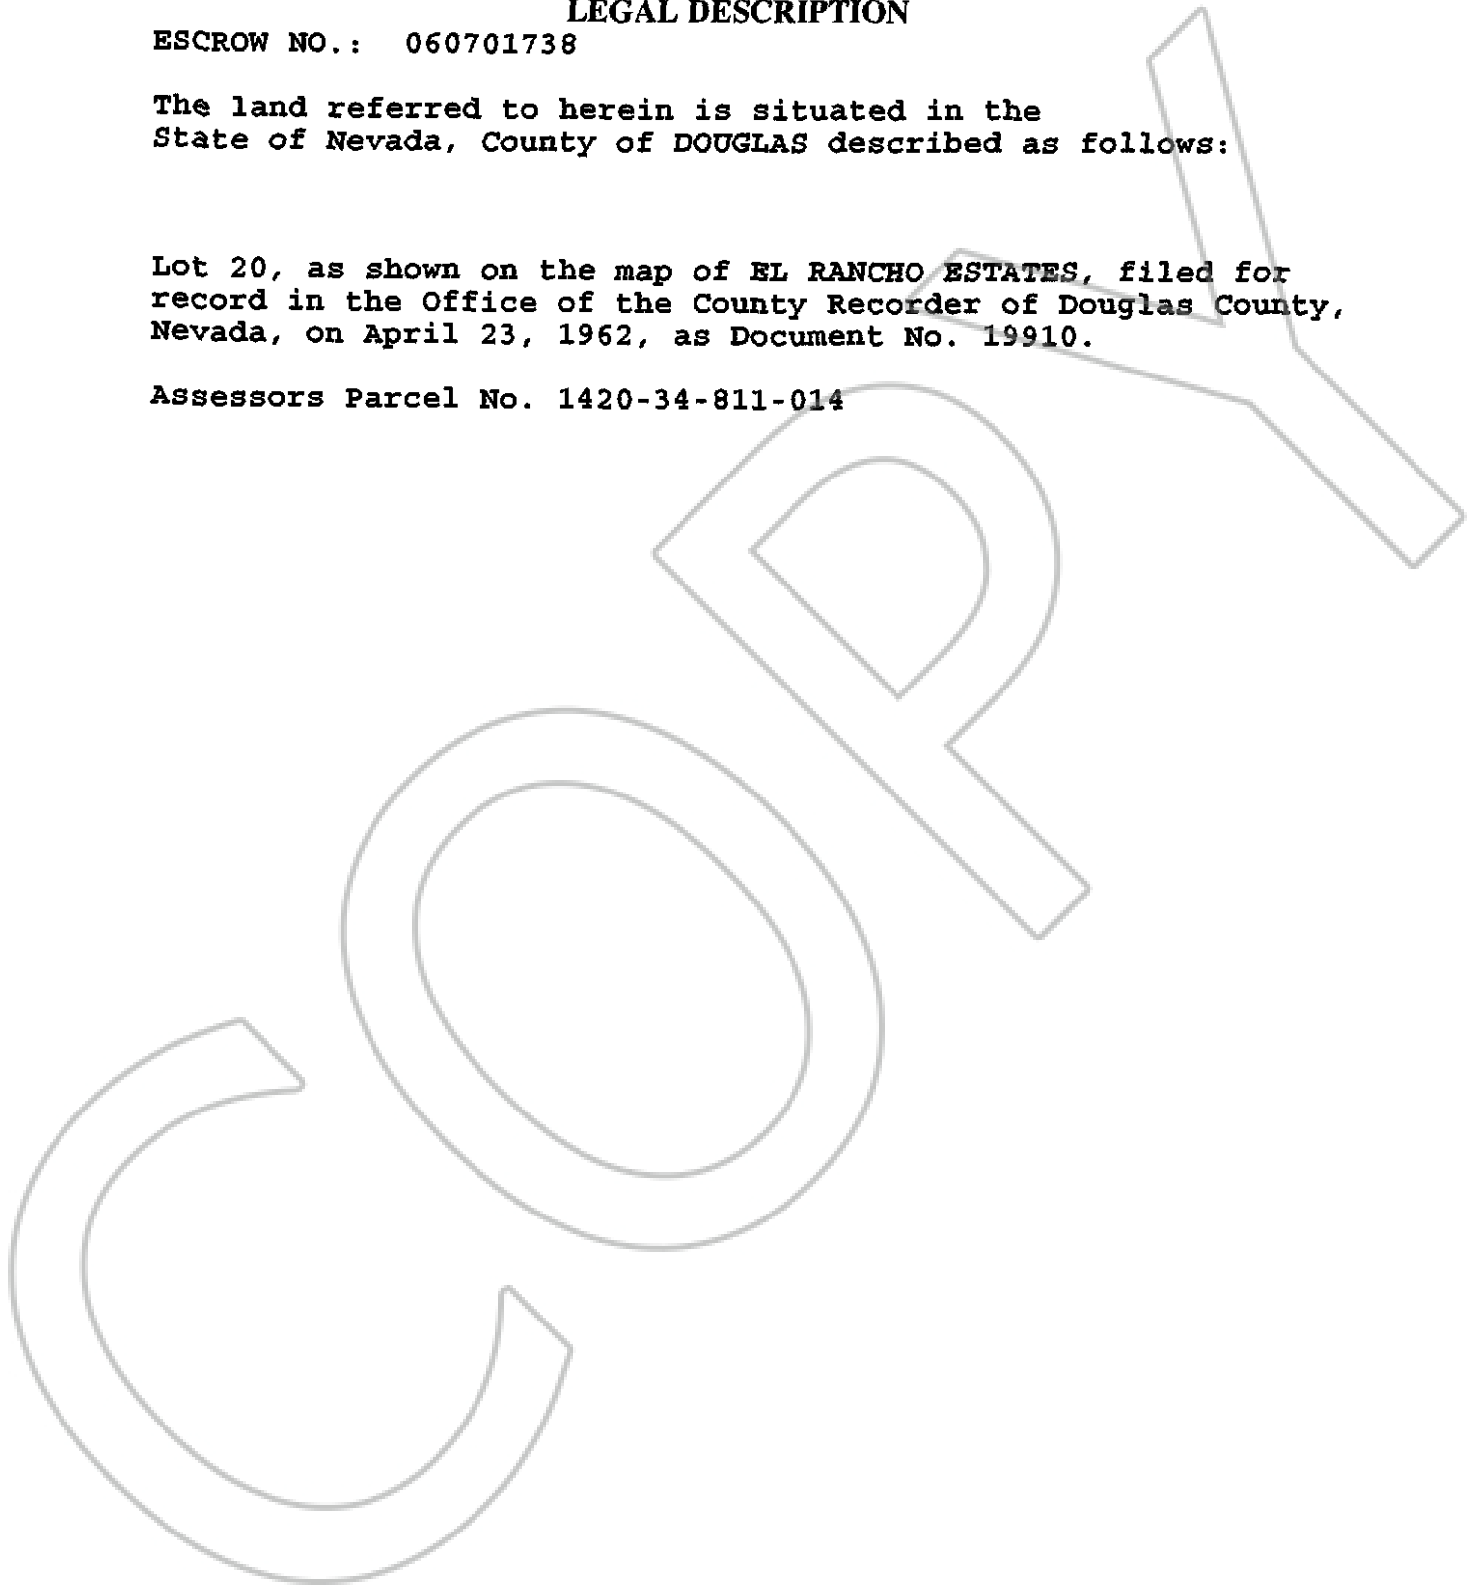 LEGAL DESCRIPTION
ESCROW NO.: 060701738
The land referred to herein is situated in the
State of Nevada, County of DOUGLAS described as follows:
Lot 20, as shown on the map of EL RANCHO ESTATES, filed for
record in the Office of the County Recorder of Douglas County,
Nevada, on April 23, 1962, as Document No. 19910.
Assessors Parcel No. 1420-34-811-014
COPY